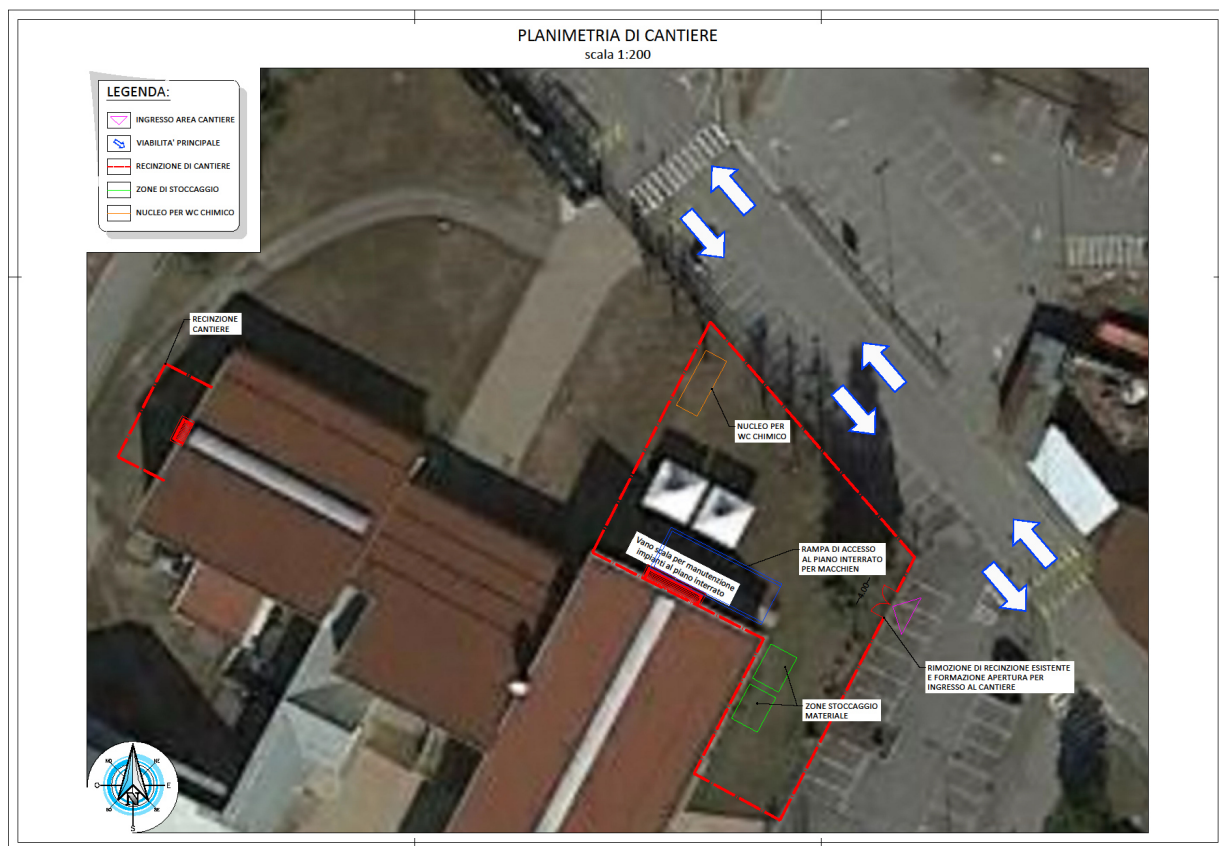 PLANIMETRIA DI CANTIERE
scala 1:200
LEGENDA:
INGRESSO AREA CANTIERE
VIABILITA' PRINCIPALE
RECINZIONE DI CANTIERE
ZONE DI STOCCAGGIO
NUCLEO PER WC CHIMICO
RECINZIONE
CANTIERE
NUCLEO PER
WC CHIMICO
Vano scala per manutenzione
impianti al piano interrato
RAMPA DI ACCESSO
AL PIANO INTERRATO
PER MACCHIEN
4.00
RIMOZIONE DI RECINZIONE ESISTENTE
E FORMAZIONE APERTURA PER
INGRESSO AL CANTIERE
ZONE STOCCAGGIO
MATERIALE
NO
NE
O
E
N
SO
SE
S